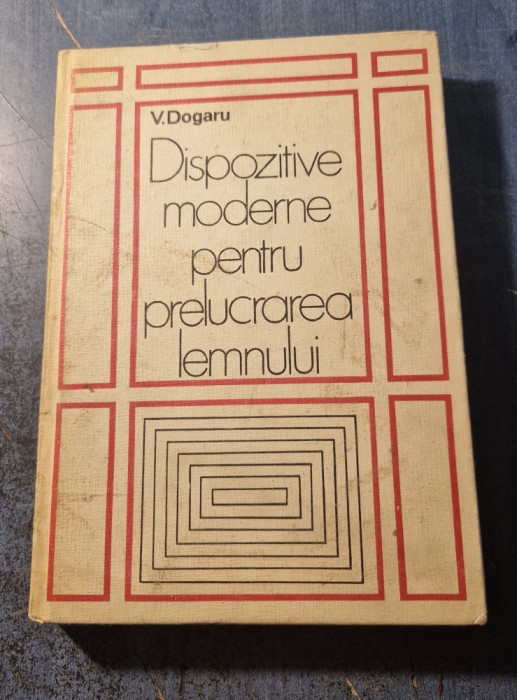 V. Dogaru
Dispozitive
moderne
pentru
prelucrarea
lemnului